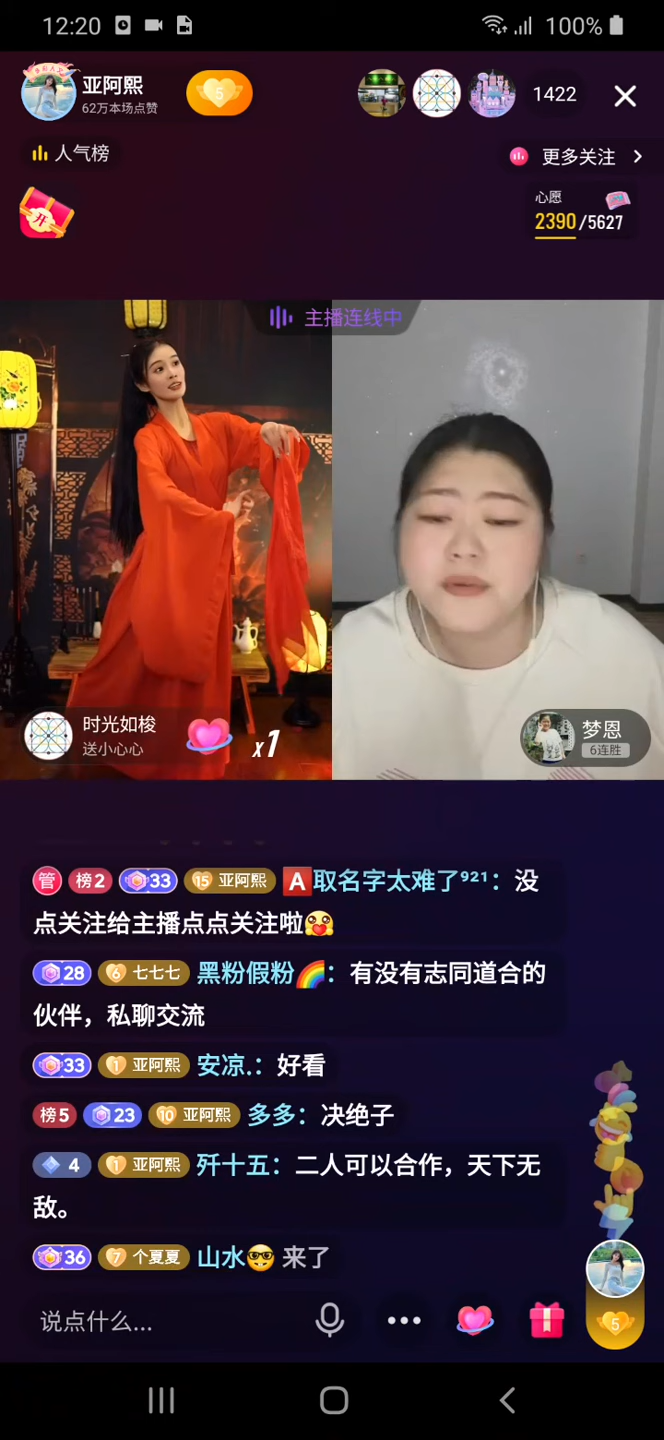 12:20
100%
亚阿熙
62万本场点赞
5
1422
人气榜
更多关注
开
心愿
2390/5627
主播连线中
时光如梭
送小心心
x1
梦恩
6连胜
管 榜2 33 15 亚阿熙 A取名字太难了⁹²¹：没
点关注给主播点点关注啦🥰
28 6 七七七 黑粉假粉🌈：有没有志同道合的
伙伴，私聊交流
33 1 亚阿熙 安凉.：好看
榜5 23 10 亚阿熙 多多：决绝子
4 1 亚阿熙 歼十五：二人可以合作，天下无
敌。
36 7 个夏夏 山水🤓 来了
说点什么...
5